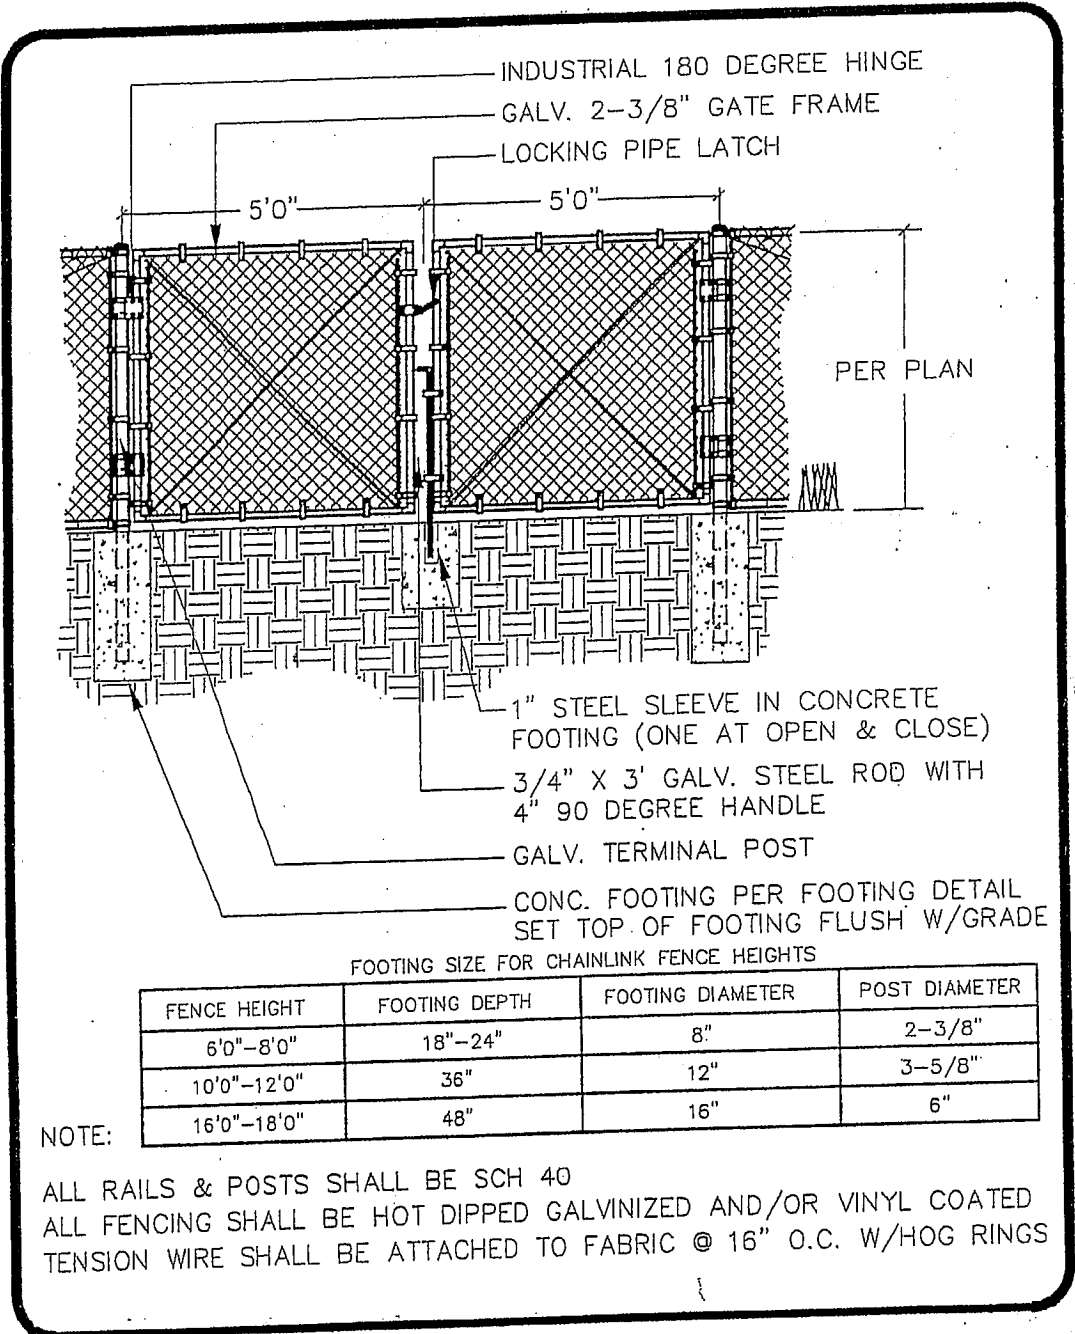 INDUSTRIAL 180 DEGREE HINGE
GALV. 2-3/8" GATE FRAME
LOCKING PIPE LATCH
5'0"
5'0"
PER PLAN
1" STEEL SLEEVE IN CONCRETE
FOOTING (ONE AT OPEN & CLOSE)
3/4" X 3' GALV. STEEL ROD WITH
4" 90 DEGREE HANDLE
GALV. TERMINAL POST
CONC. FOOTING PER FOOTING DETAIL
SET TOP OF FOOTING FLUSH W/GRADE
FOOTING SIZE FOR CHAINLINK FENCE HEIGHTS
FENCE HEIGHT FOOTING DEPTH FOOTING DIAMETER POST DIAMETER
6'0"-8'0" 18"-24" 8" 2-3/8"
10'0"-12'0" 36" 12" 3-5/8"
16'0"-18'0" 48" 16" 6"
NOTE:
ALL RAILS & POSTS SHALL BE SCH 40
ALL FENCING SHALL BE HOT DIPPED GALVINIZED AND/OR VINYL COATED
TENSION WIRE SHALL BE ATTACHED TO FABRIC @ 16" O.C. W/HOG RINGS